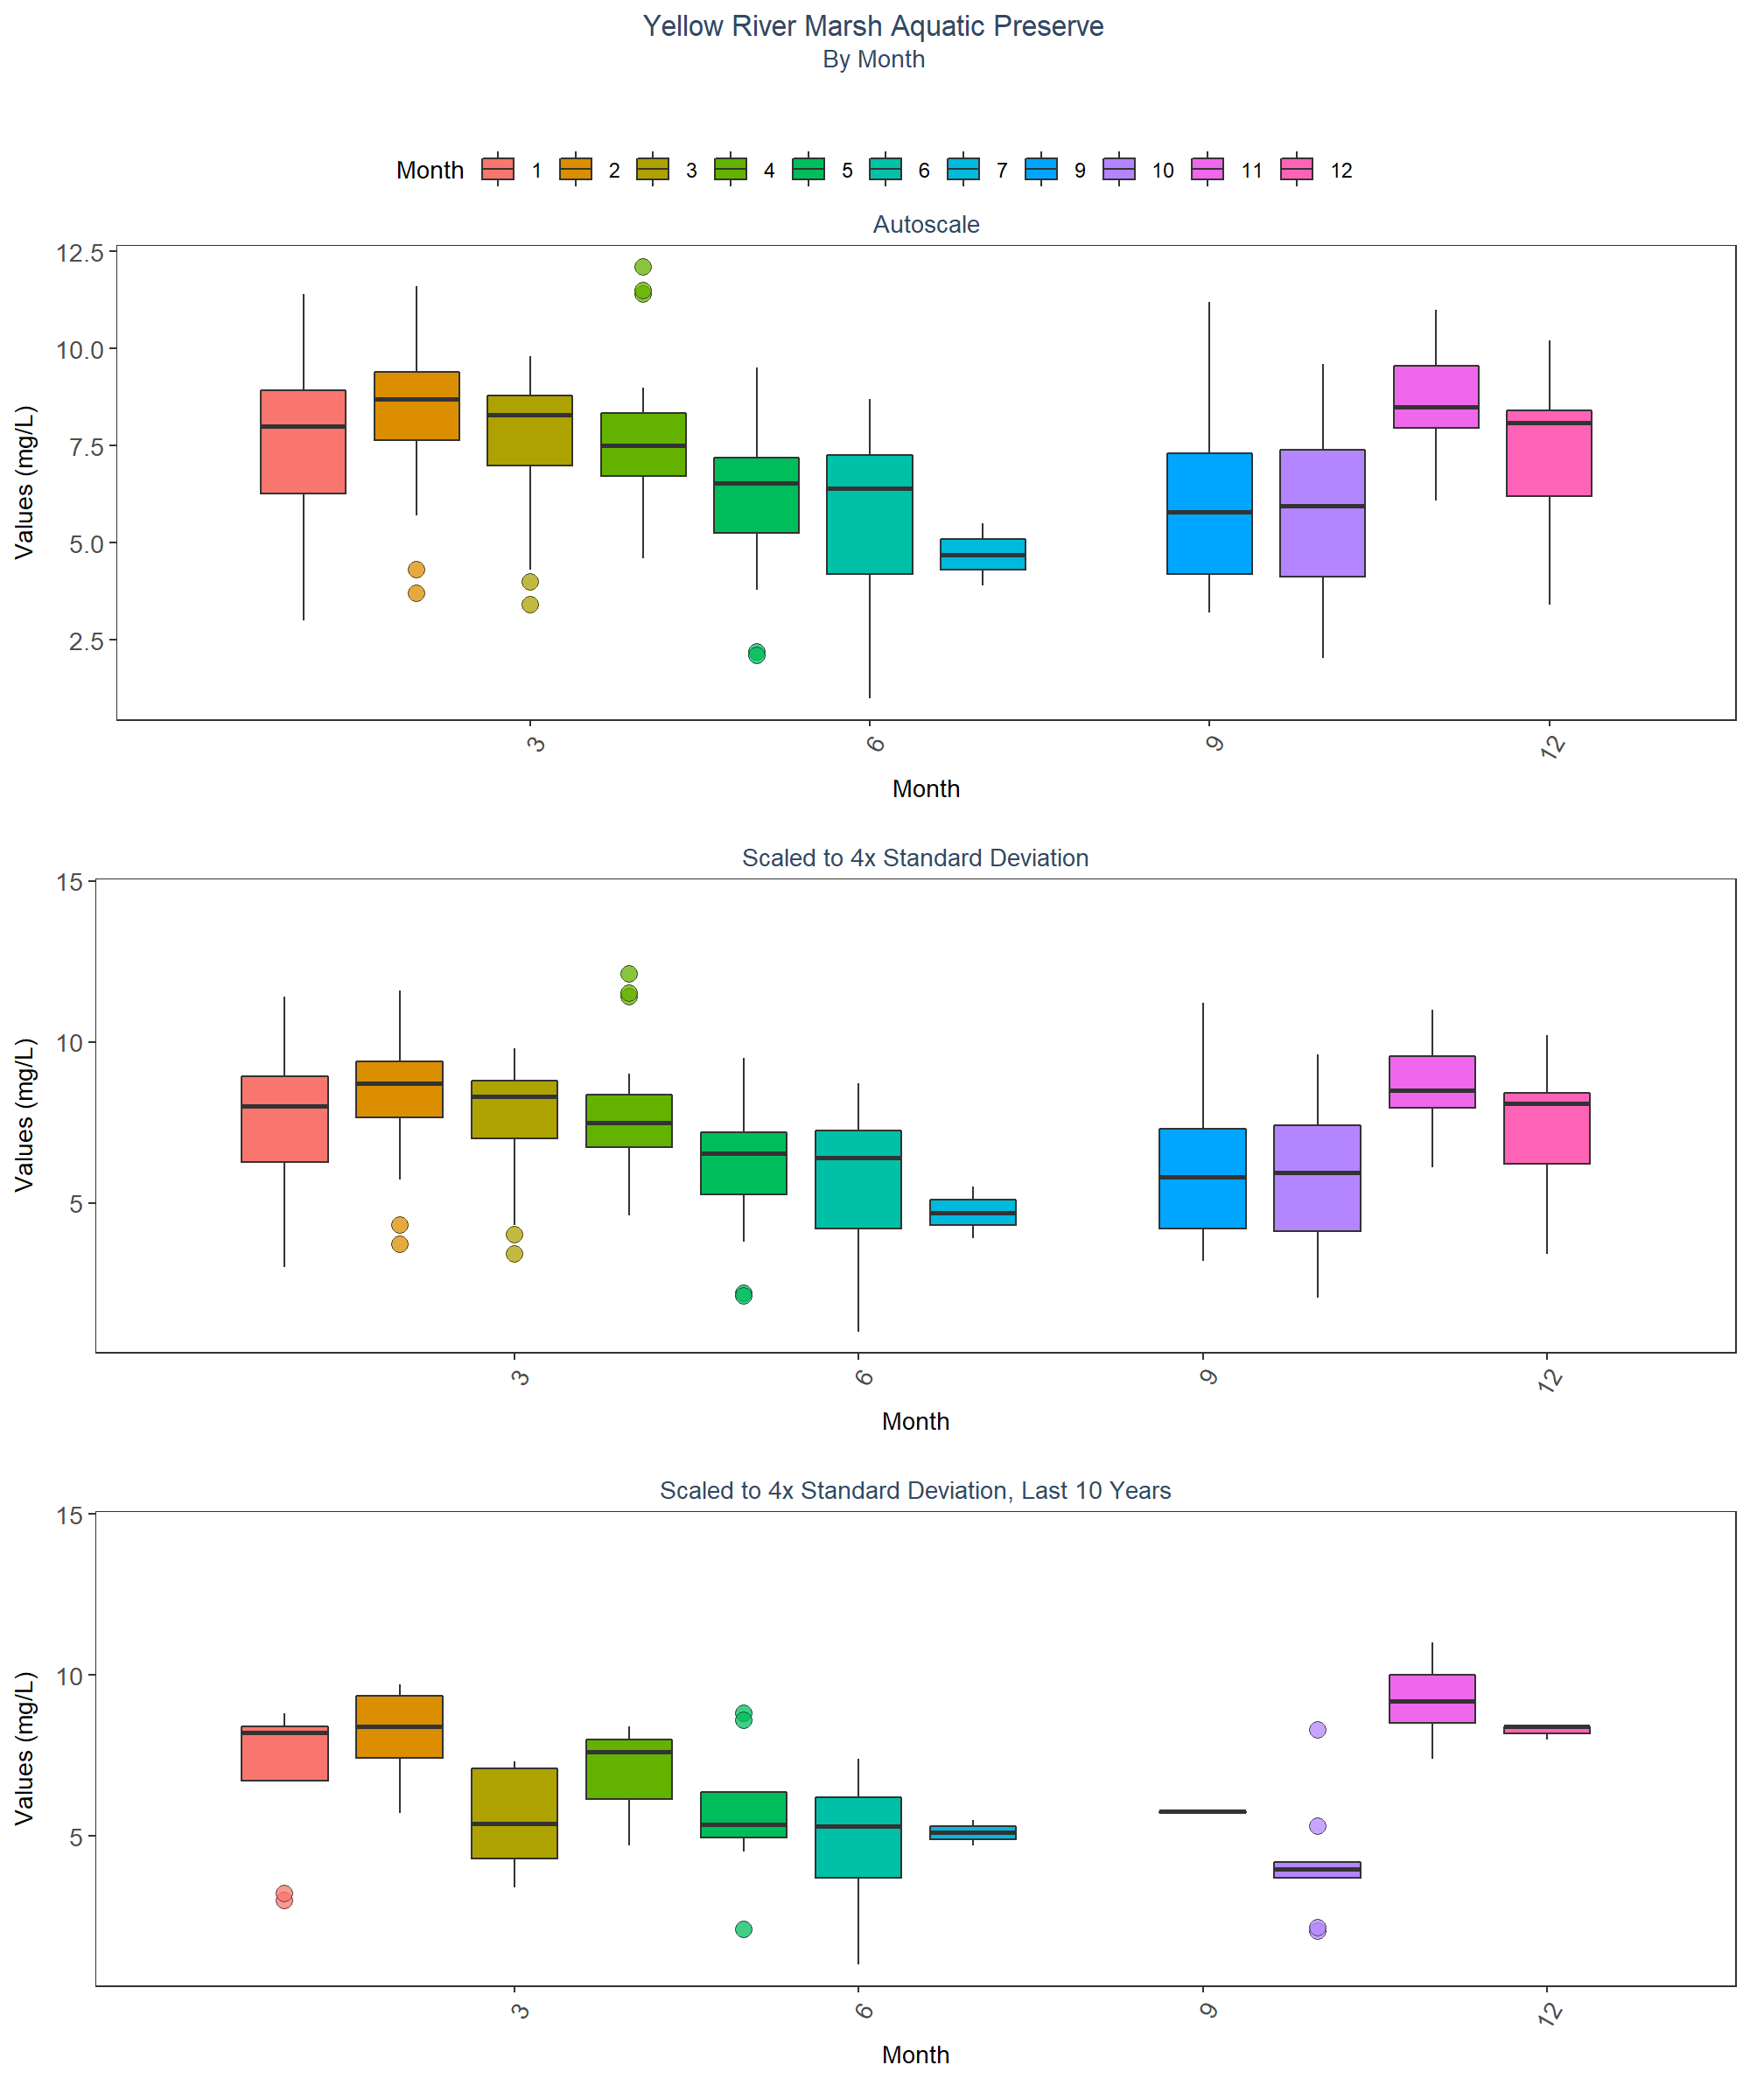 Yellow River Marsh Aquatic Preserve
By Month
Month 1 2 3 4 5 6 7 9 10 11 12
Autoscale
12.5
10.0
7.5
5.0
2.5
Values (mg/L)
3 6 9 12
Month
Scaled to 4x Standard Deviation
15
10
5
Values (mg/L)
3 6 9 12
Month
Scaled to 4x Standard Deviation, Last 10 Years
15
10
5
Values (mg/L)
3 6 9 12
Month